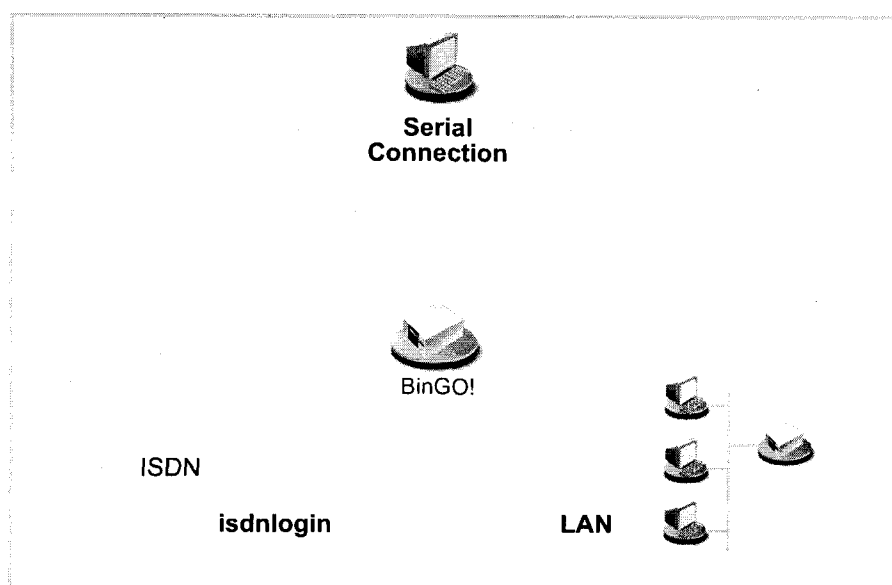 Serial
Connection
BinGO!
ISDN
isdnlogin
LAN